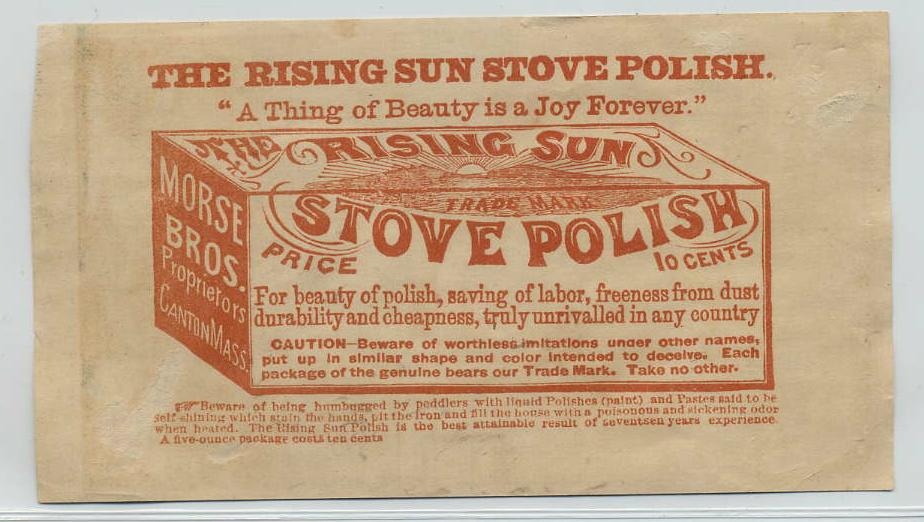 THE RISING SUN STOVE POLISH.
“A Thing of Beauty is a Joy Forever.”
THE RISING SUN
TRADE MARK
STOVE POLISH
PRICE 10 CENTS
MORSE
BROS.
Proprietors
CANTON MASS.
For beauty of polish, saving of labor, freeness from dust
durability and cheapness, truly unrivalled in any country
CAUTION—Beware of worthless imitations under other names,
put up in similar shape and color intended to deceive. Each
package of the genuine bears our Trade Mark. Take no other.
☞ Beware of being humbugged by peddlers with liquid Polishes (paint) and Pastes said to be
self-shining which stain the hands, pit the iron and fill the house with a poisonous and sickening odor
when heated. The Rising Sun Polish is the best attainable result of seventsen years experience.
A five-ounce package costs ten cents